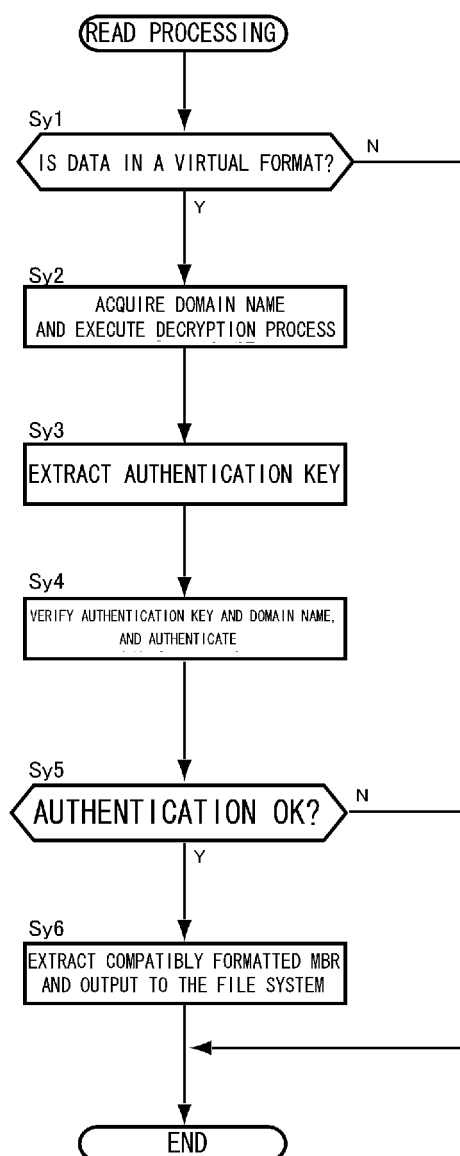 READ PROCESSING
Sy1
IS DATA IN A VIRTUAL FORMAT?
N
Y
Sy2
ACQUIRE DOMAIN NAME
AND EXECUTE DECRYPTION PROCESS
Sy3
EXTRACT AUTHENTICATION KEY
Sy4
VERIFY AUTHENTICATION KEY AND DOMAIN NAME,
AND AUTHENTICATE
Sy5
AUTHENTICATION OK?
N
Y
Sy6
EXTRACT COMPATIBLY FORMATTED MBR
AND OUTPUT TO THE FILE SYSTEM
END